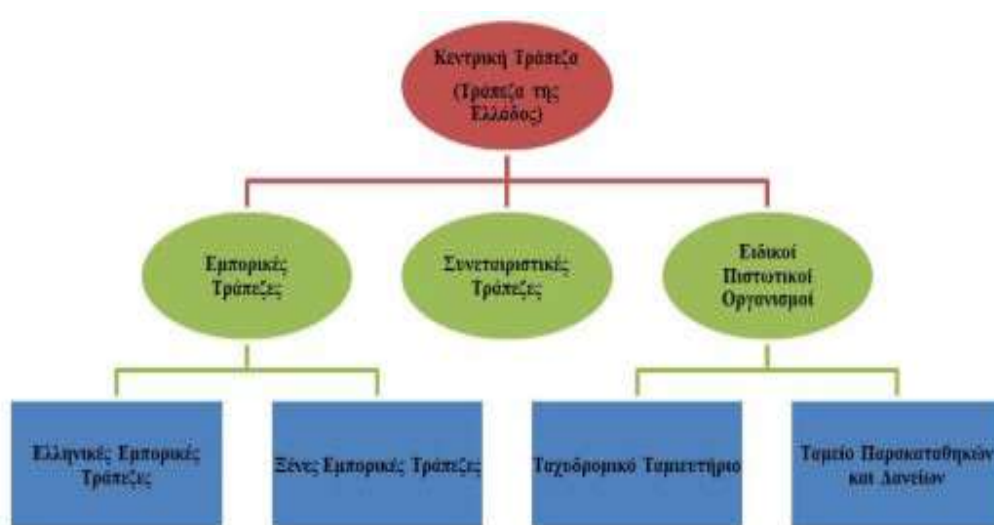 Κεντρική Τράπεζα
(Τράπεζα της
Ελλάδος)
Εμπορικές
Τράπεζες
Συνεταιριστικές
Τράπεζες
Ειδικοί
Πιστωτικοί
Οργανισμοί
Ελληνικές Εμπορικές
Τράπεζες
Ξένες Εμπορικές Τράπεζες
Ταχυδρομικό Ταμιευτήριο
Ταμείο Παρακαταθηκών
και Δανείων